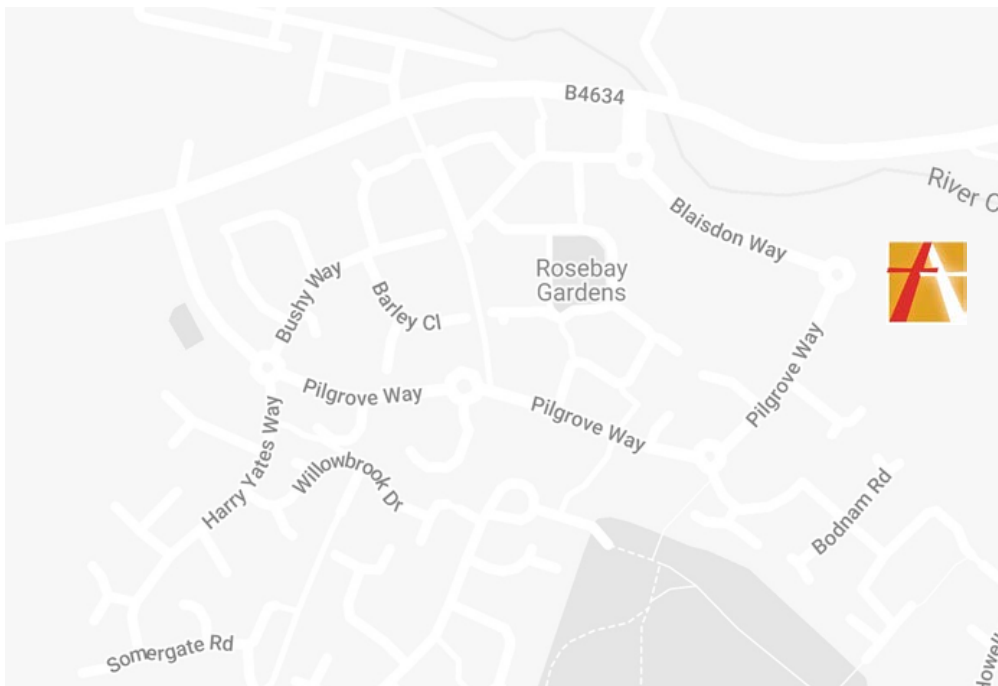 B4634
River C
Blaisdon Way
Rosebay
Gardens
Bushy Way
Barley Cl
Pilgrove Way
Pilgrove Way
Pilgrove Way
Harry Yates Way
Willowbrook Dr
Bodnam Rd
Somergate Rd
Howell